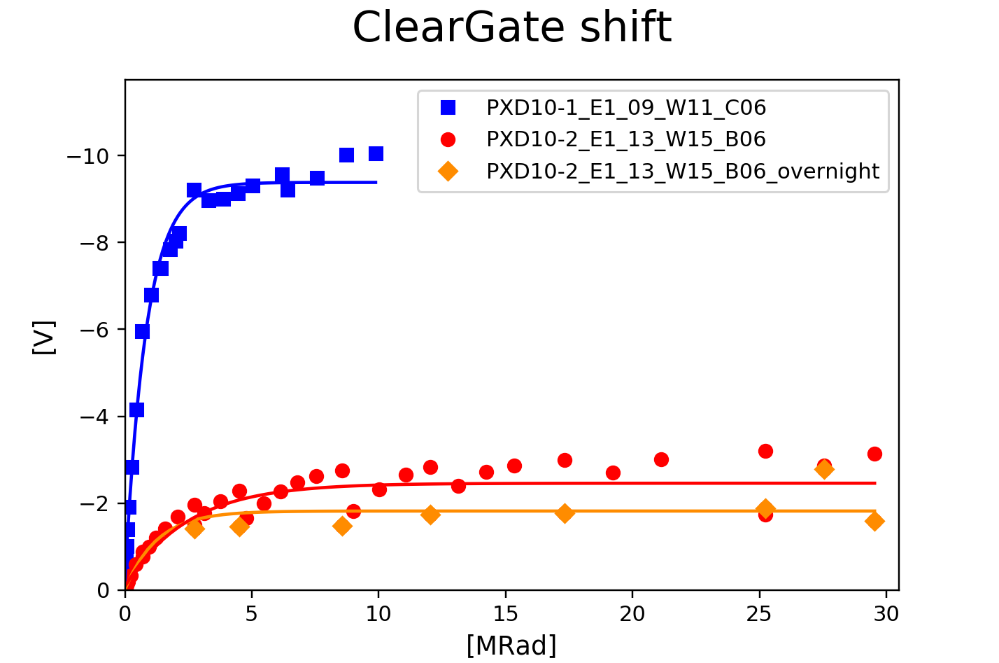 ClearGate shift
PXD10-1_E1_09_W11_C06
PXD10-2_E1_13_W15_B06
PXD10-2_E1_13_W15_B06_overnight
−10
−8
−6
−4
−2
0
[V]
0 5 10 15 20 25 30
[MRad]